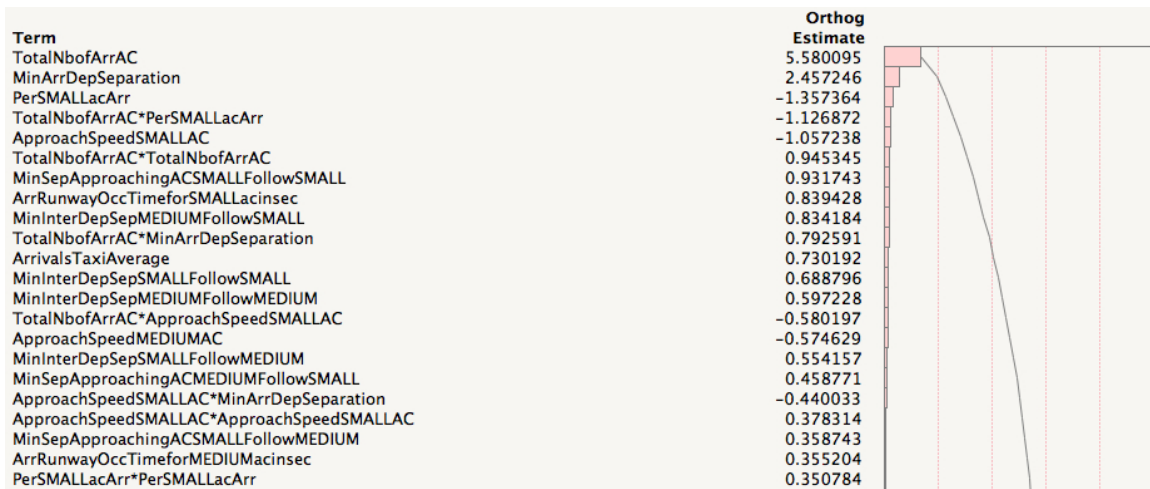 Orthog
Term Estimate
TotalNbofArrAC 5.580095
MinArrDepSeparation 2.457246
PerSMALLacArr -1.357364
TotalNbofArrAC*PerSMALLacArr -1.126872
ApproachSpeedSMALLAC -1.057238
TotalNbofArrAC*TotalNbofArrAC 0.945345
MinSepApproachingACSMALLFollowSMALL 0.931743
ArrRunwayOccTimeforSMALLacinsec 0.839428
MinInterDepSepMEDIUMFollowSMALL 0.834184
TotalNbofArrAC*MinArrDepSeparation 0.792591
ArrivalsTaxiAverage 0.730192
MinInterDepSepSMALLFollowSMALL 0.688796
MinInterDepSepMEDIUMFollowMEDIUM 0.597228
TotalNbofArrAC*ApproachSpeedSMALLAC -0.580197
ApproachSpeedMEDIUMAC -0.574629
MinInterDepSepSMALLFollowMEDIUM 0.554157
MinSepApproachingACMEDIUMFollowSMALL 0.458771
ApproachSpeedSMALLAC*MinArrDepSeparation -0.440033
ApproachSpeedSMALLAC*ApproachSpeedSMALLAC 0.378314
MinSepApproachingACSMALLFollowMEDIUM 0.358743
ArrRunwayOccTimeforMEDIUMacinsec 0.355204
PerSMALLacArr*PerSMALLacArr 0.350784